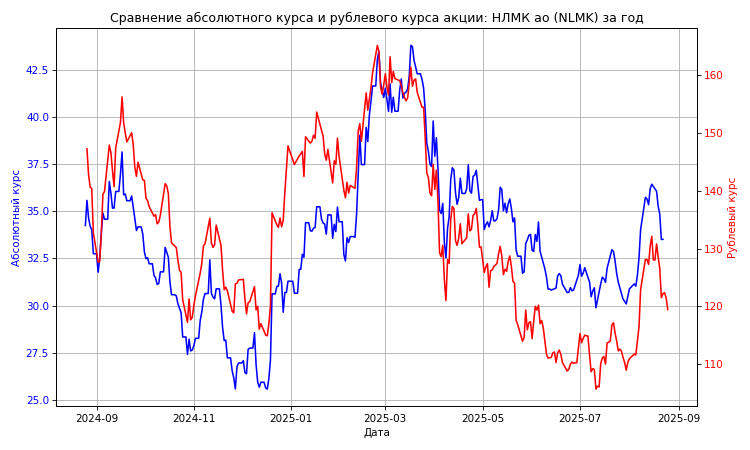 Сравнение абсолютного курса и рублевого курса акции: НЛМК ао (NLMK) за год
Абсолютный курс
42.5
40.0
37.5
35.0
32.5
30.0
27.5
25.0
160
150
140
130
120
110
Рублевый курс
2024-09 2024-11 2025-01 2025-03 2025-05 2025-07 2025-09
Дата